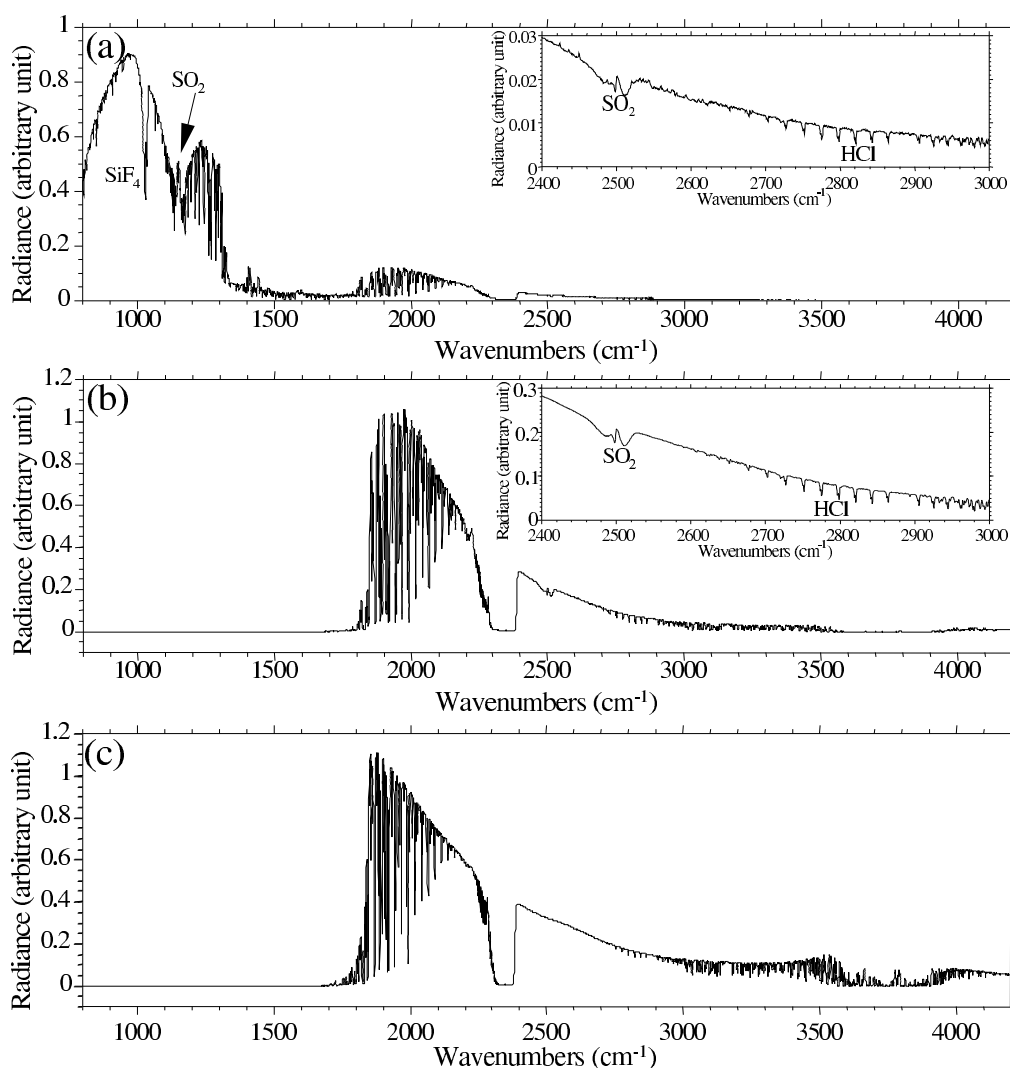 (a)
SO2
SiF4
Radiance (arbitrary unit)
1
0.8
0.6
0.4
0.2
0
1000 1500 2000 2500 3000 3500 4000
Wavenumbers (cm-1)
Radiance (arbitrary unit)
0.03
0.02
0.01
0
SO2
HCl
2400 2500 2600 2700 2800 2900 3000
Wavenumbers (cm-1)
(b)
Radiance (arbitrary unit)
1.2
1
0.8
0.6
0.4
0.2
0
1000 1500 2000 2500 3000 3500 4000
Wavenumbers (cm-1)
Radiance (arbitrary unit)
0.3
0.2
0.1
0
SO2
HCl
2400 2500 2600 2700 2800 2900 3000
Wavenumbers (cm-1)
(c)
Radiance (arbitrary unit)
1.2
1
0.8
0.6
0.4
0.2
0
1000 1500 2000 2500 3000 3500 4000
Wavenumbers (cm-1)